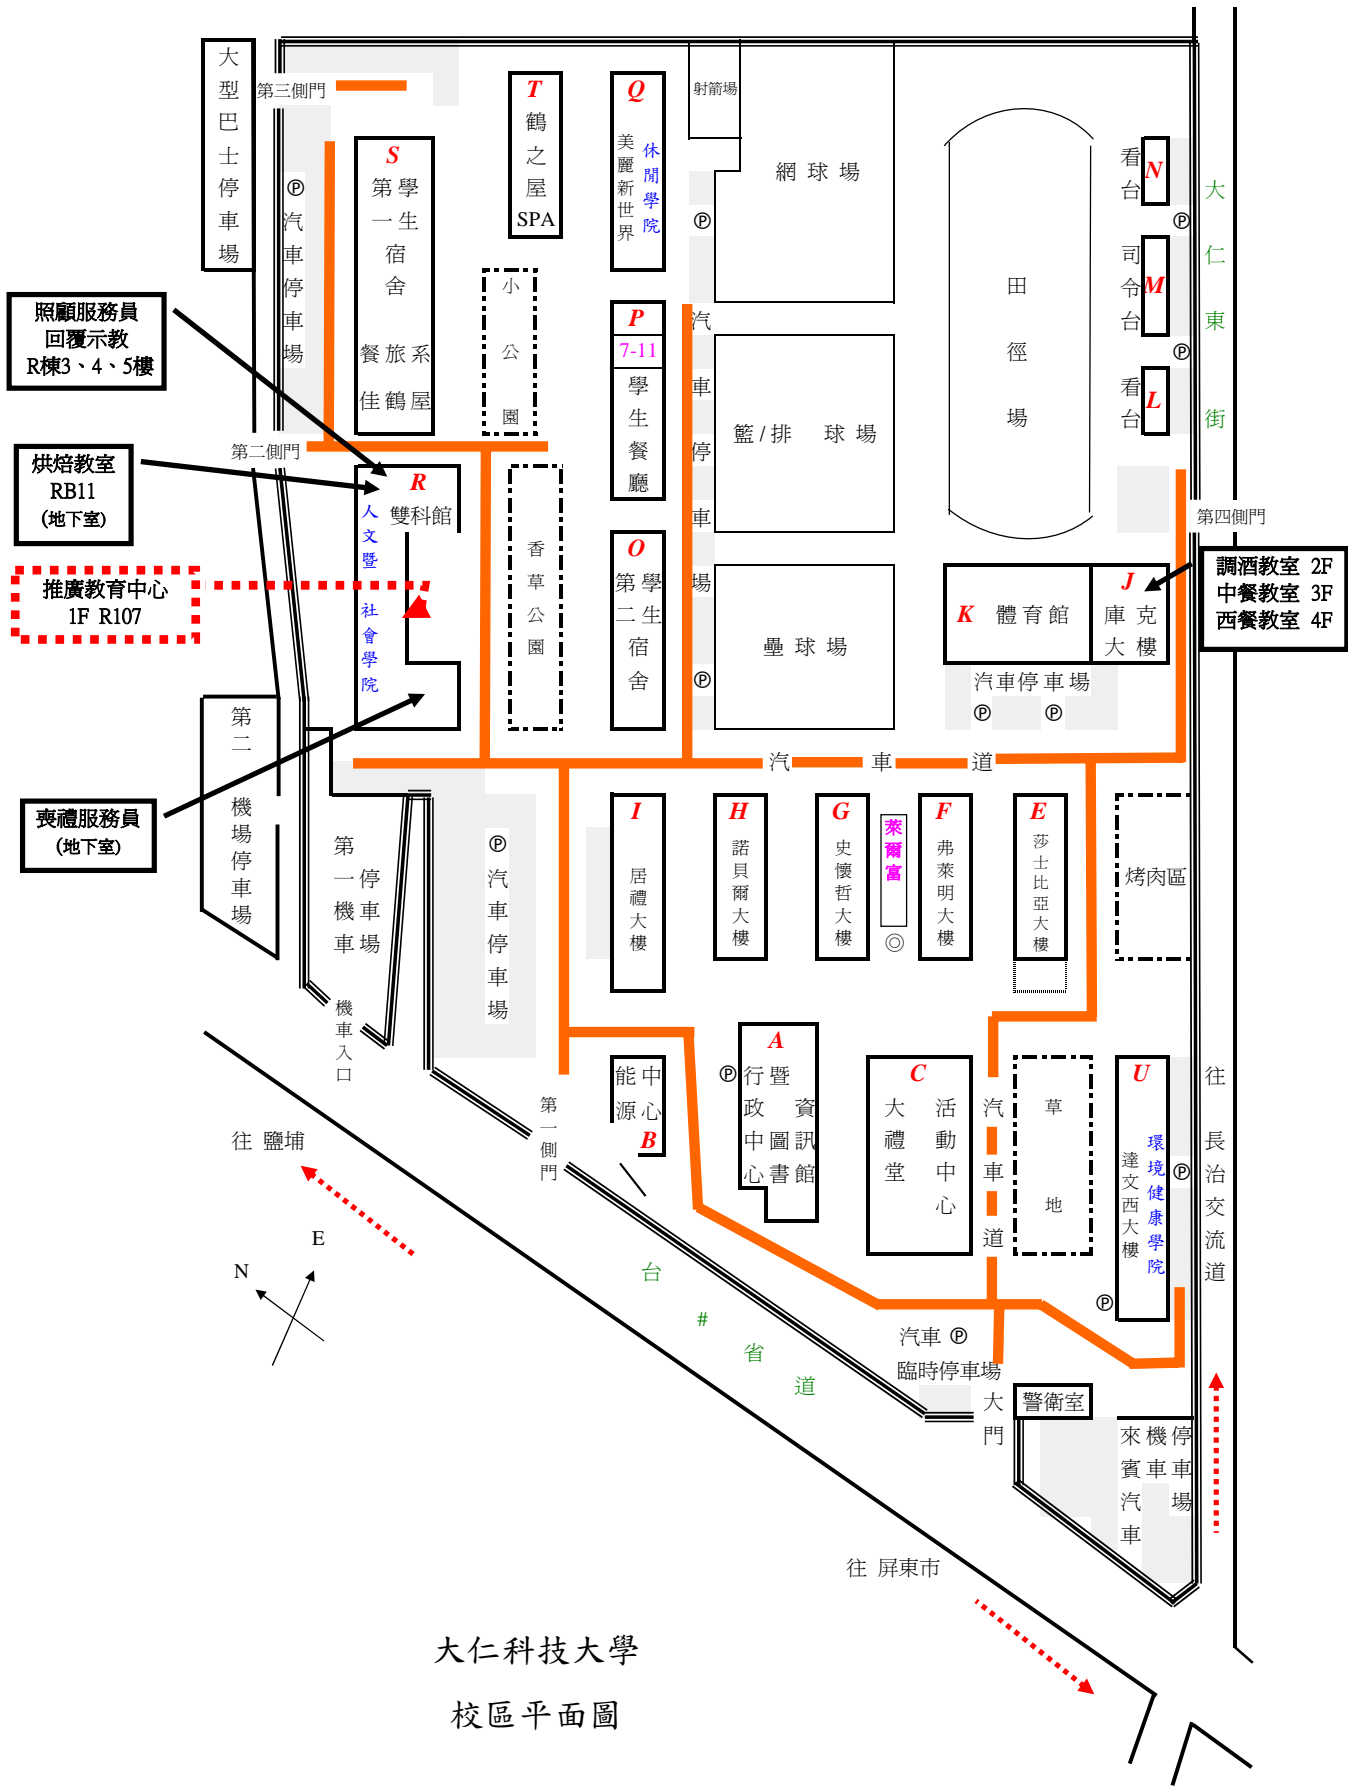 大型巴士停車場
第三側門
Ⓟ
汽車停車場
S
第一
學生
宿舍
餐旅系
佳鶴屋
T
鶴之屋
SPA
Q
美麗新世界
休閒學院
射箭場
網球場
Ⓟ
田徑場
看台
N
Ⓟ
司令台
M
Ⓟ
看台
L
大仁東街
小公園
P
7-11
學生餐廳
汽車停車場
籃/排 球場
照顧服務員
回覆示教
R棟3、4、5樓
第二側門
烘焙教室
RB11
(地下室)
R
雙科館
人文暨 社會學院
推廣教育中心
1F R107
香草公園
O
第二
學生
宿舍
壘球場
Ⓟ
K 體育館
J
庫克
大樓
第四側門
調酒教室 2F
中餐教室 3F
西餐教室 4F
汽車停車場
Ⓟ Ⓟ
第二 機場停車場
喪禮服務員
(地下室)
汽 車 道
第一機車
停車場
機車入口
Ⓟ
汽車停車場
I
居禮大樓
H
諾貝爾大樓
G
史懷哲大樓
萊爾富
◎
F
弗萊明大樓
E
莎士比亞大樓
烤肉區
第一側門
能源
中心
B
Ⓟ
A
行政中心
暨圖書
資訊館
C
大禮堂
活動中心
汽車道
草地
U
達文西大樓
環境健康學院
Ⓟ
Ⓟ
往 長治交流道
往 鹽埔
E
N
台#省道
汽車 Ⓟ
臨時停車場
大門
警衛室
來賓汽車
機車
停車場
往 屏東市
大仁科技大學
校區平面圖